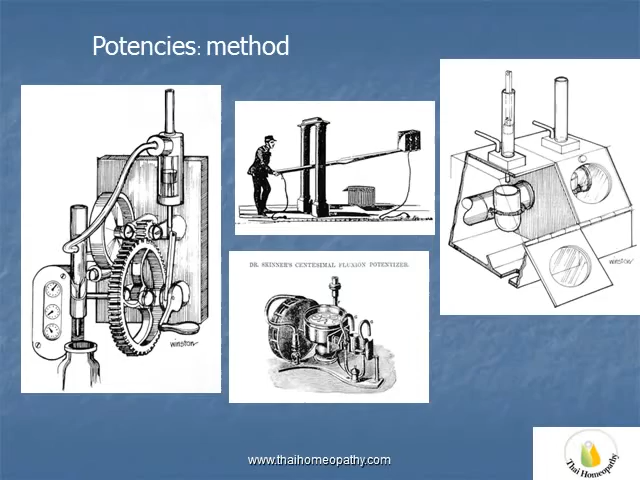 Potencies: method
winston
winston
DR. SKINNER'S CENTESIMAL FLUXION POTENTIZER.
www.thaihomeopathy.com
Thai Homeopathy